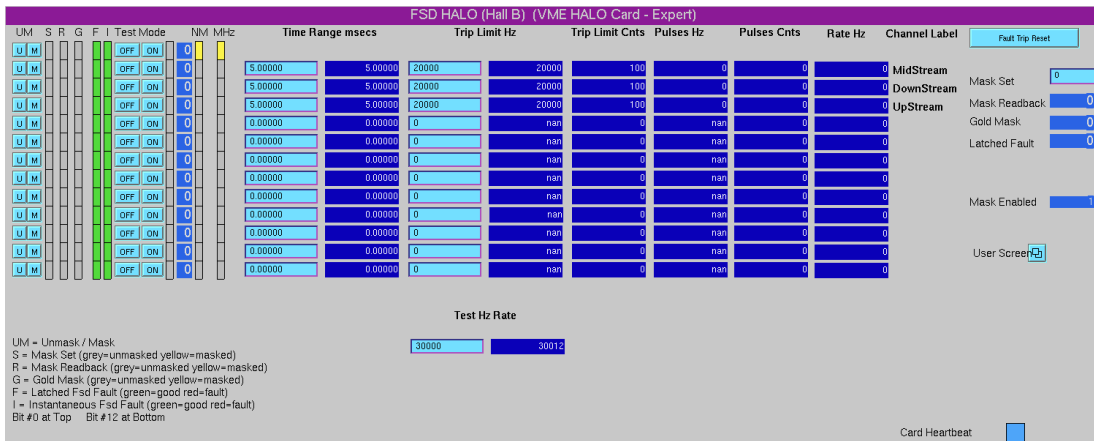 FSD HALO (Hall B) (VME HALO Card - Expert)
UM S R G F I Test Mode NM MHz Time Range msecs Trip Limit Hz Trip Limit Cnts Pulses Hz Pulses Cnts Rate Hz Channel Label Fault Trip Reset
U M OFF ON 0
U M OFF ON 0 5.00000 5.00000 20000 20000 100 0 0 0 MidStream
Mask Set 0
U M OFF ON 0 5.00000 5.00000 20000 20000 100 0 0 0 DownStream
U M OFF ON 0 5.00000 5.00000 20000 20000 100 0 0 0 UpStream
Mask Readback 0
U M OFF ON 0 0.00000 0.00000 0 nan 0 nan 0 0
Gold Mask 0
U M OFF ON 0 0.00000 0.00000 0 nan 0 nan 0 0
Latched Fault 0
U M OFF ON 0 0.00000 0.00000 0 nan 0 nan 0 0
U M OFF ON 0 0.00000 0.00000 0 nan 0 nan 0 0
U M OFF ON 0 0.00000 0.00000 0 nan 0 nan 0 0
Mask Enabled 1
U M OFF ON 0 0.00000 0.00000 0 nan 0 nan 0 0
U M OFF ON 0 0.00000 0.00000 0 nan 0 nan 0 0
U M OFF ON 0 0.00000 0.00000 0 nan 0 nan 0 0
User Screen
U M OFF ON 0 0.00000 0.00000 0 nan 0 nan 0 0
Test Hz Rate
30000 30012
UM = Unmask / Mask
S = Mask Set (grey=unmasked yellow=masked)
R = Mask Readback (grey=unmasked yellow=masked)
G = Gold Mask (grey=unmasked yellow=masked)
F = Latched Fsd Fault (green=good red=fault)
I = Instantaneous Fsd Fault (green=good red=fault)
Bit #0 at Top Bit #12 at Bottom
Card Heartbeat